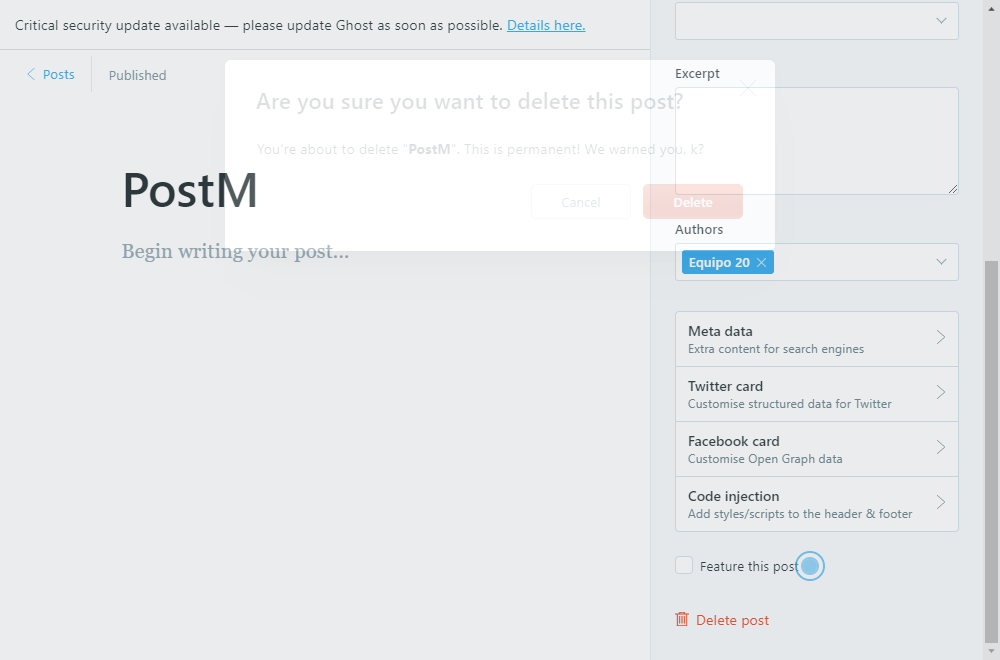 Critical security update available — please update Ghost as soon as possible. Details here.
Posts
Published
Are you sure you want to delete this post?
You're about to delete "PostM". This is permanent! We warned you, k?
Cancel
Delete
PostM
Begin writing your post...
Excerpt
Authors
Equipo 20
Meta data
Extra content for search engines
Twitter card
Customise structured data for Twitter
Facebook card
Customise Open Graph data
Code injection
Add styles/scripts to the header & footer
Feature this post
Delete post